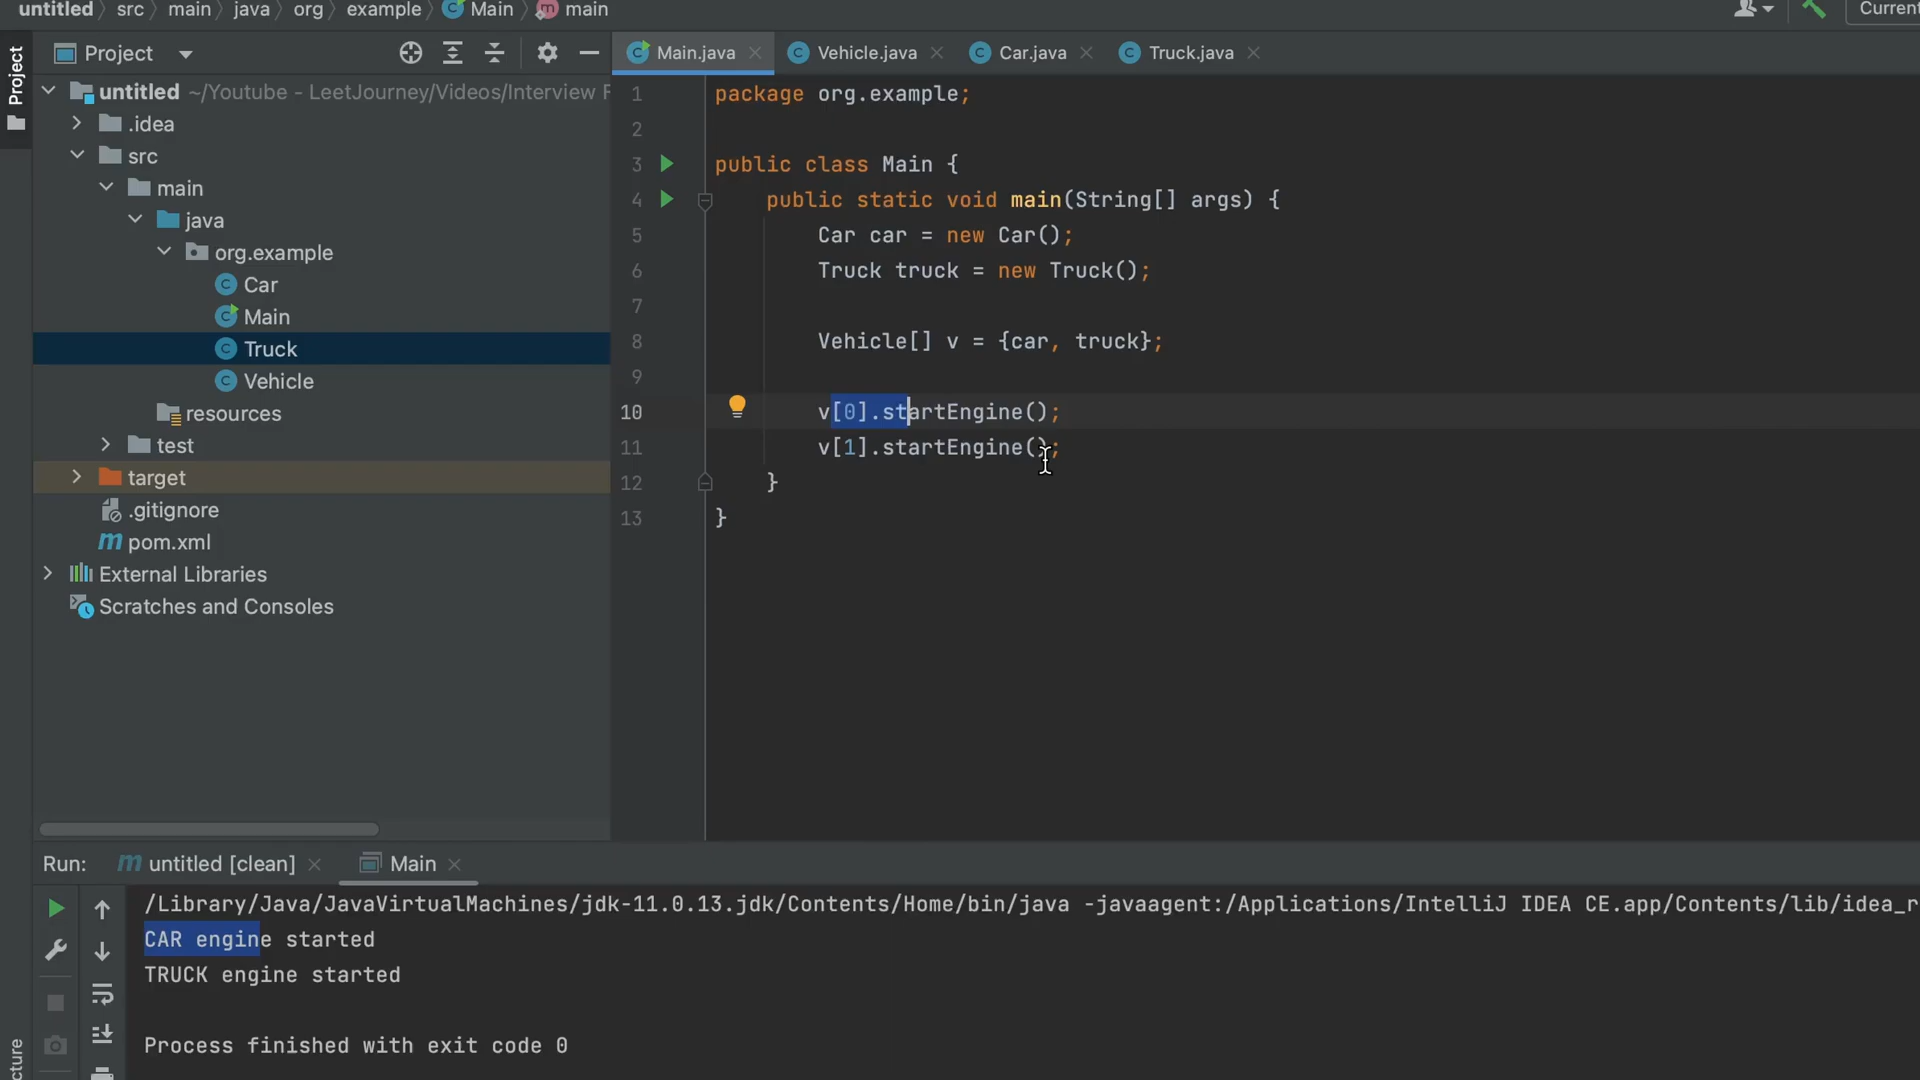 untitled src main java org example Main main
Current
Project
Project
Main.java Vehicle.java Car.java Truck.java
untitled ~/Youtube - LeetJourney/Videos/Interview
.idea
src
main
java
org.example
Car
Main
Truck
Vehicle
resources
test
target
.gitignore
pom.xml
External Libraries
Scratches and Consoles
1 package org.example;
2
3 public class Main {
4 public static void main(String[] args) {
5 Car car = new Car();
6 Truck truck = new Truck();
7
8 Vehicle[] v = {car, truck};
9
10 v[0].startEngine();
11 v[1].startEngine();
12 }
13 }
Run: untitled [clean] Main
/Library/Java/JavaVirtualMachines/jdk-11.0.13.jdk/Contents/Home/bin/java -javaagent:/Applications/IntelliJ IDEA CE.app/Contents/lib/idea_r
CAR engine started
TRUCK engine started
Process finished with exit code 0
cture